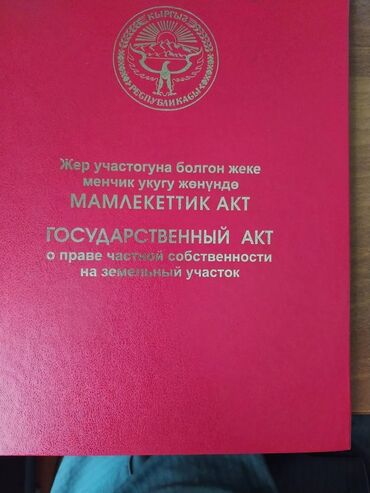 КЫРГЫЗ
РЕСПУБЛИКАСЫ
Жер участогуна болгон жеке
менчик укугу жөнүндө
МАМЛЕКЕТТИК АКТ
ГОСУДАРСТВЕННЫЙ АКТ
о праве частной собственности
на земельный участок